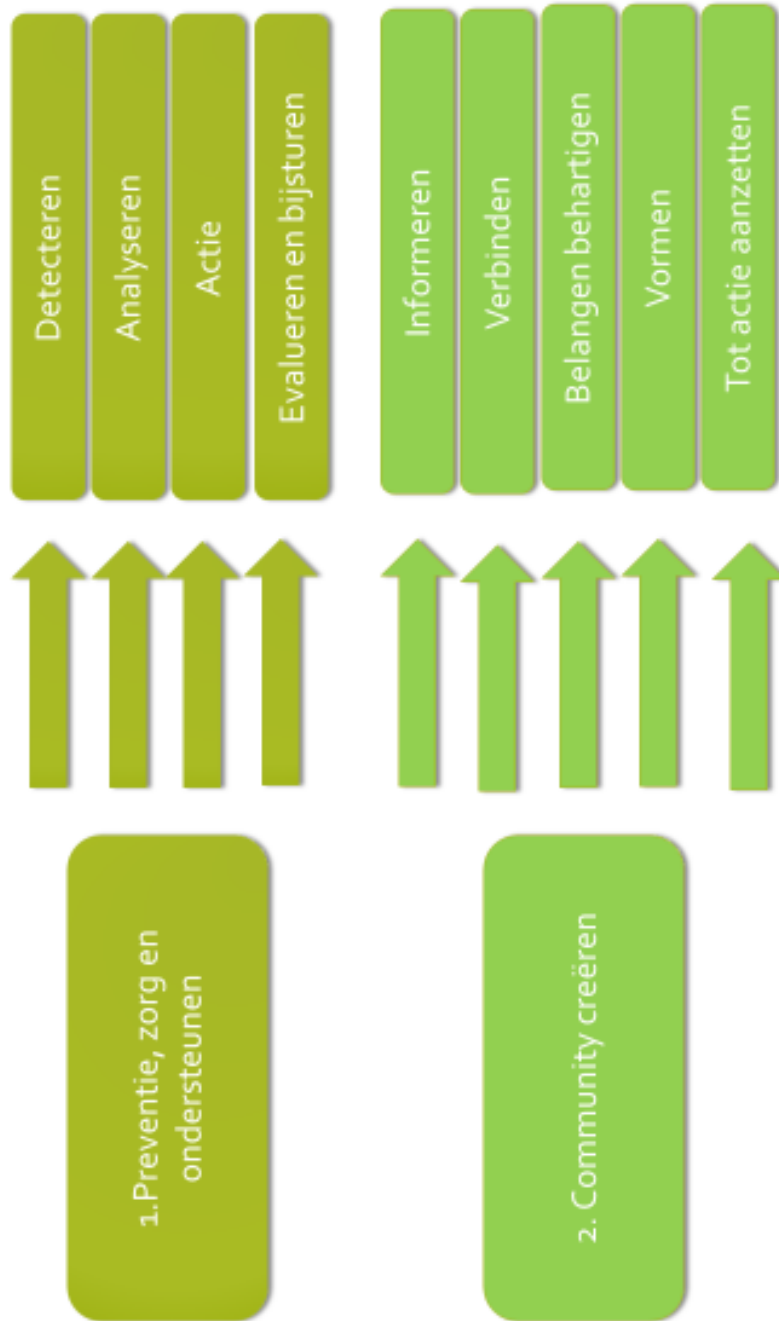 1.Preventie, zorg en
ondersteunen
Detecteren
Analyseren
Actie
Evalueren en bijsturen
2. Community creëren
Informeren
Verbinden
Belangen behartigen
Vormen
Tot actie aanzetten